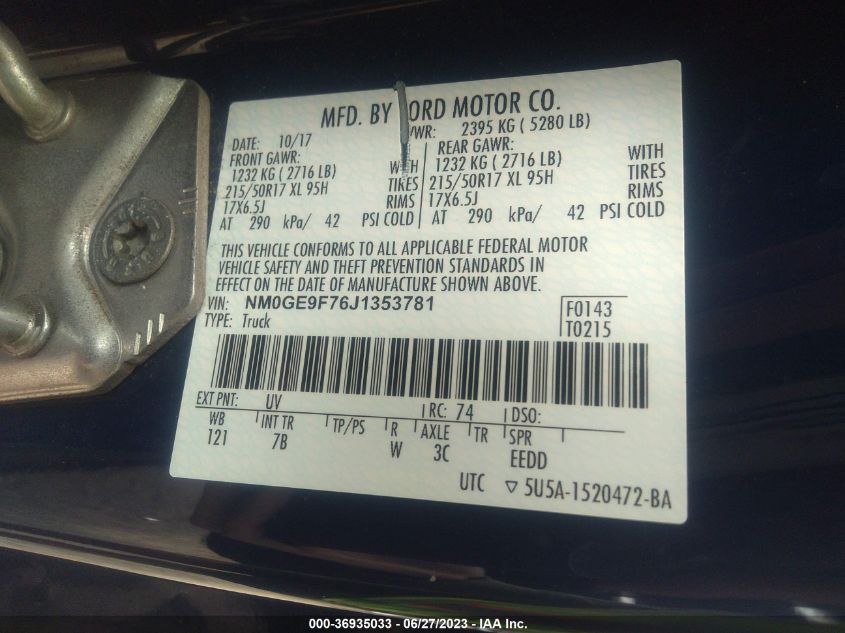 MFD. BY FORD MOTOR CO.
DATE: 10/17 GVWR: 2395 KG ( 5280 LB)
FRONT GAWR: REAR GAWR:
1232 KG ( 2716 LB) WITH 1232 KG ( 2716 LB) WITH
215/50R17 XL 95H TIRES 215/50R17 XL 95H TIRES
17X6.5J RIMS 17X6.5J RIMS
AT 290 kPa/ 42 PSI COLD AT 290 kPa/ 42 PSI COLD
THIS VEHICLE CONFORMS TO ALL APPLICABLE FEDERAL MOTOR
VEHICLE SAFETY AND THEFT PREVENTION STANDARDS IN
EFFECT ON THE DATE OF MANUFACTURE SHOWN ABOVE.
VIN: NM0GE9F76J1353781 F0143
TYPE: Truck T0215
EXT PNT: UV RC: 74 DSO:
WB INT TR TP/PS R AXLE TR SPR
121 7B W 3C EEDD
UTC ▽ 5U5A-1520472-BA
000-36935033 - 06/27/2023 - IAA Inc.